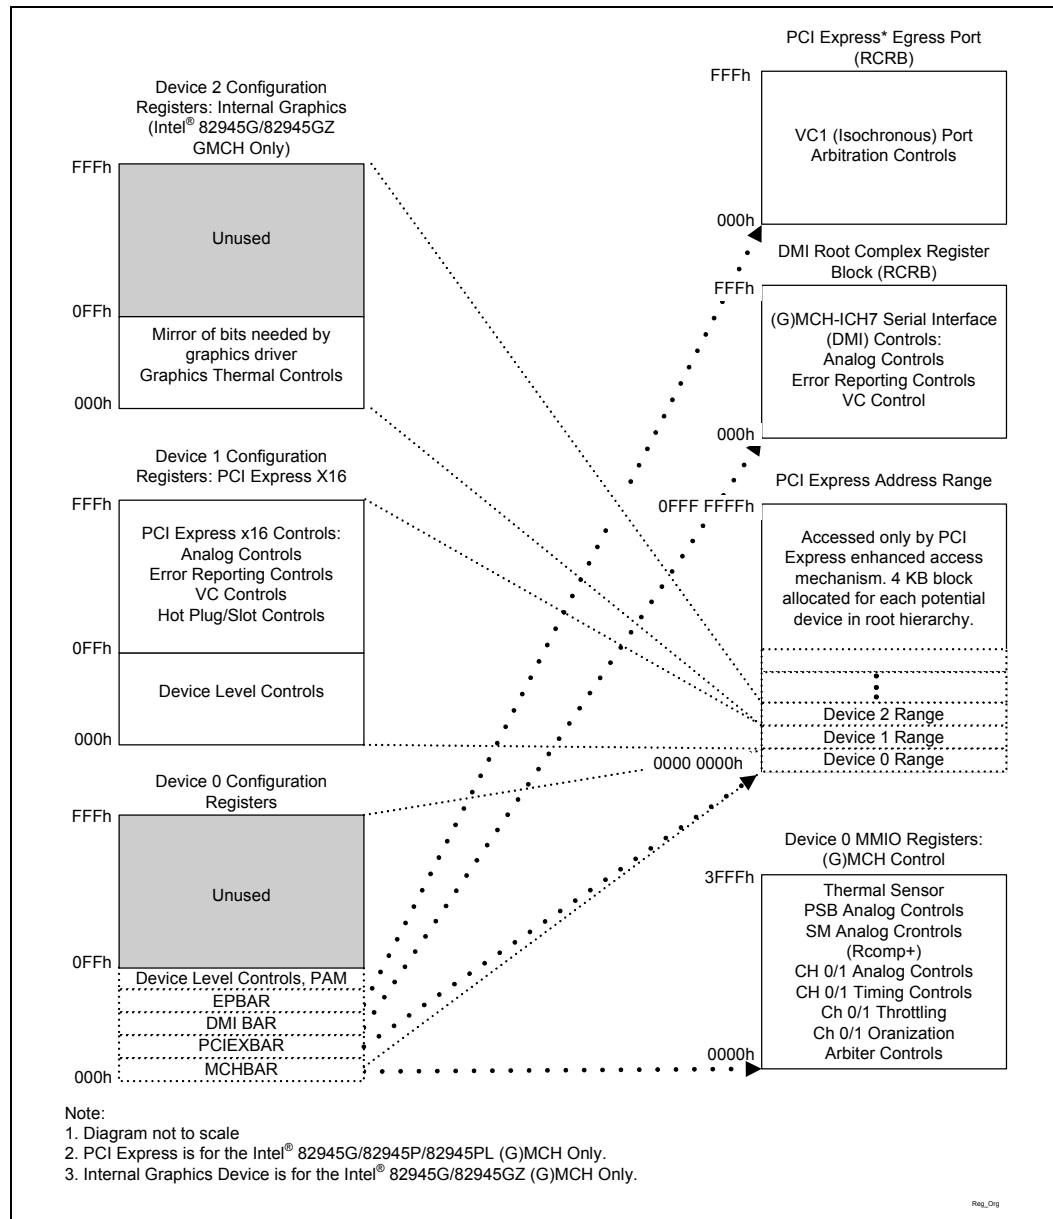 Device 2 Configuration
Registers: Internal Graphics
(Intel® 82945G/82945GZ
GMCH Only)
FFFh
Unused
0FFh
Mirror of bits needed by
graphics driver
Graphics Thermal Controls
000h
Device 1 Configuration
Registers: PCI Express X16
FFFh
PCI Express x16 Controls:
Analog Controls
Error Reporting Controls
VC Controls
Hot Plug/Slot Controls
0FFh
Device Level Controls
000h
Device 0 Configuration
Registers
FFFh
Unused
0FFh
Device Level Controls, PAM
EPBAR
DMI BAR
PCIEXBAR
MCHBAR
000h
PCI Express* Egress Port
(RCRB)
FFFh
VC1 (Isochronous) Port
Arbitration Controls
000h
DMI Root Complex Register
Block (RCRB)
FFFh
(G)MCH-ICH7 Serial Interface
(DMI) Controls:
Analog Controls
Error Reporting Controls
VC Control
000h
PCI Express Address Range
0FFF FFFFh
Accessed only by PCI
Express enhanced access
mechanism. 4 KB block
allocated for each potential
device in root hierarchy.
Device 2 Range
Device 1 Range
Device 0 Range
0000 0000h
Device 0 MMIO Registers:
(G)MCH Control
3FFFh
Thermal Sensor
PSB Analog Controls
SM Analog Crontrols
(Rcomp+)
CH 0/1 Analog Controls
CH 0/1 Timing Controls
Ch 0/1 Throttling
Ch 0/1 Oranization
Arbiter Controls
0000h
Note:
1. Diagram not to scale
2. PCI Express is for the Intel® 82945G/82945P/82945PL (G)MCH Only.
3. Internal Graphics Device is for the Intel® 82945G/82945GZ (G)MCH Only.
Reg_Org